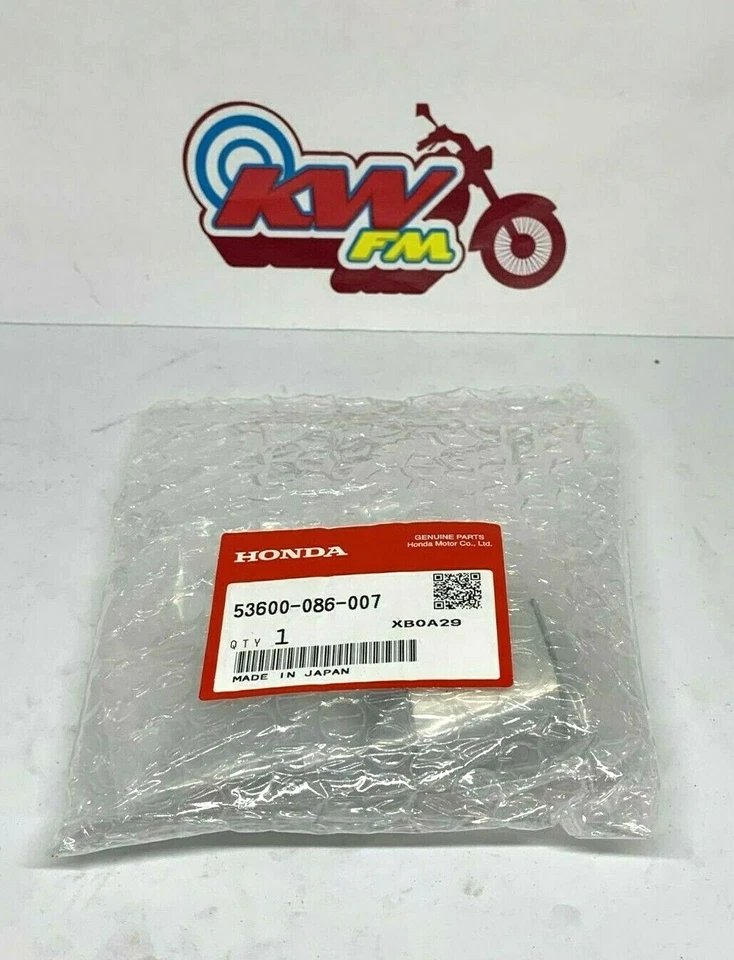 KW
FM
HONDA
GENUINE PARTS
Honda Motor Co., Ltd.
53600-086-007
XB0A29
QTY 1
MADE IN JAPAN